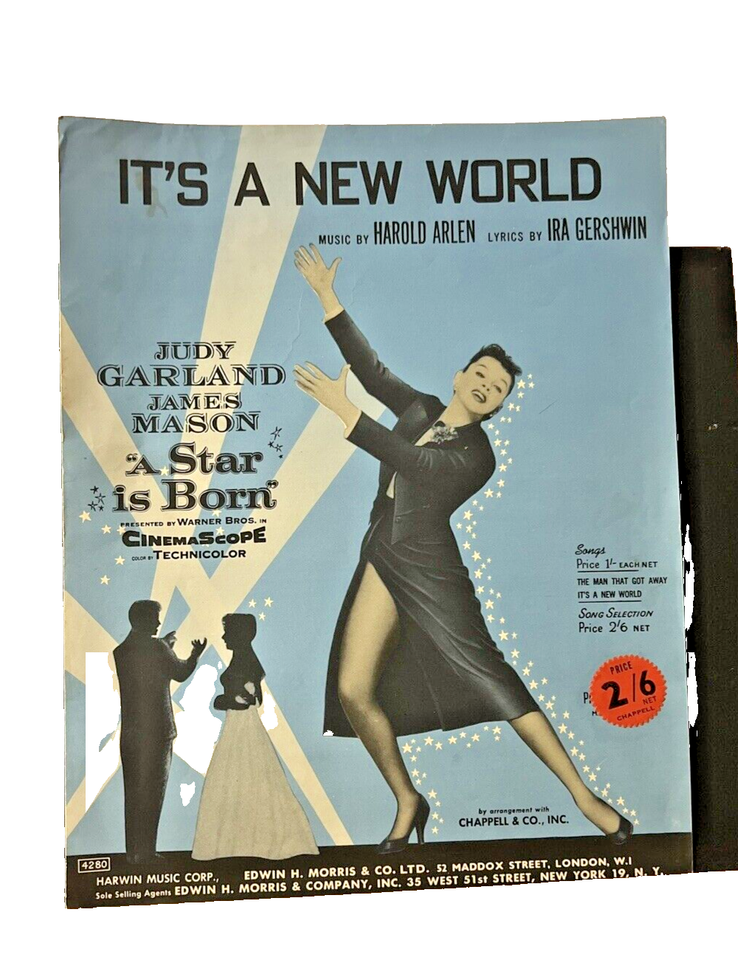 IT'S A NEW WORLD
MUSIC BY HAROLD ARLEN LYRICS BY IRA GERSHWIN
JUDY
GARLAND
JAMES
MASON
"A Star
is Born"
PRESENTED BY WARNER BROS. IN
CINEMASCOPE
COLOR BY TECHNICOLOR
Songs
Price 1/- EACH NET
THE MAN THAT GOT AWAY
IT'S A NEW WORLD
SONG SELECTION
Price 2'6 NET
PRICE
2/6
NET
CHAPPELL
by arrangement with
CHAPPELL & CO., INC.
4280
HARWIN MUSIC CORP., EDWIN H. MORRIS & CO. LTD. 52 MADDOX STREET, LONDON, W.I
Sole Selling Agents EDWIN H. MORRIS & COMPANY, INC. 35 WEST 51st STREET, NEW YORK 19, N. Y.